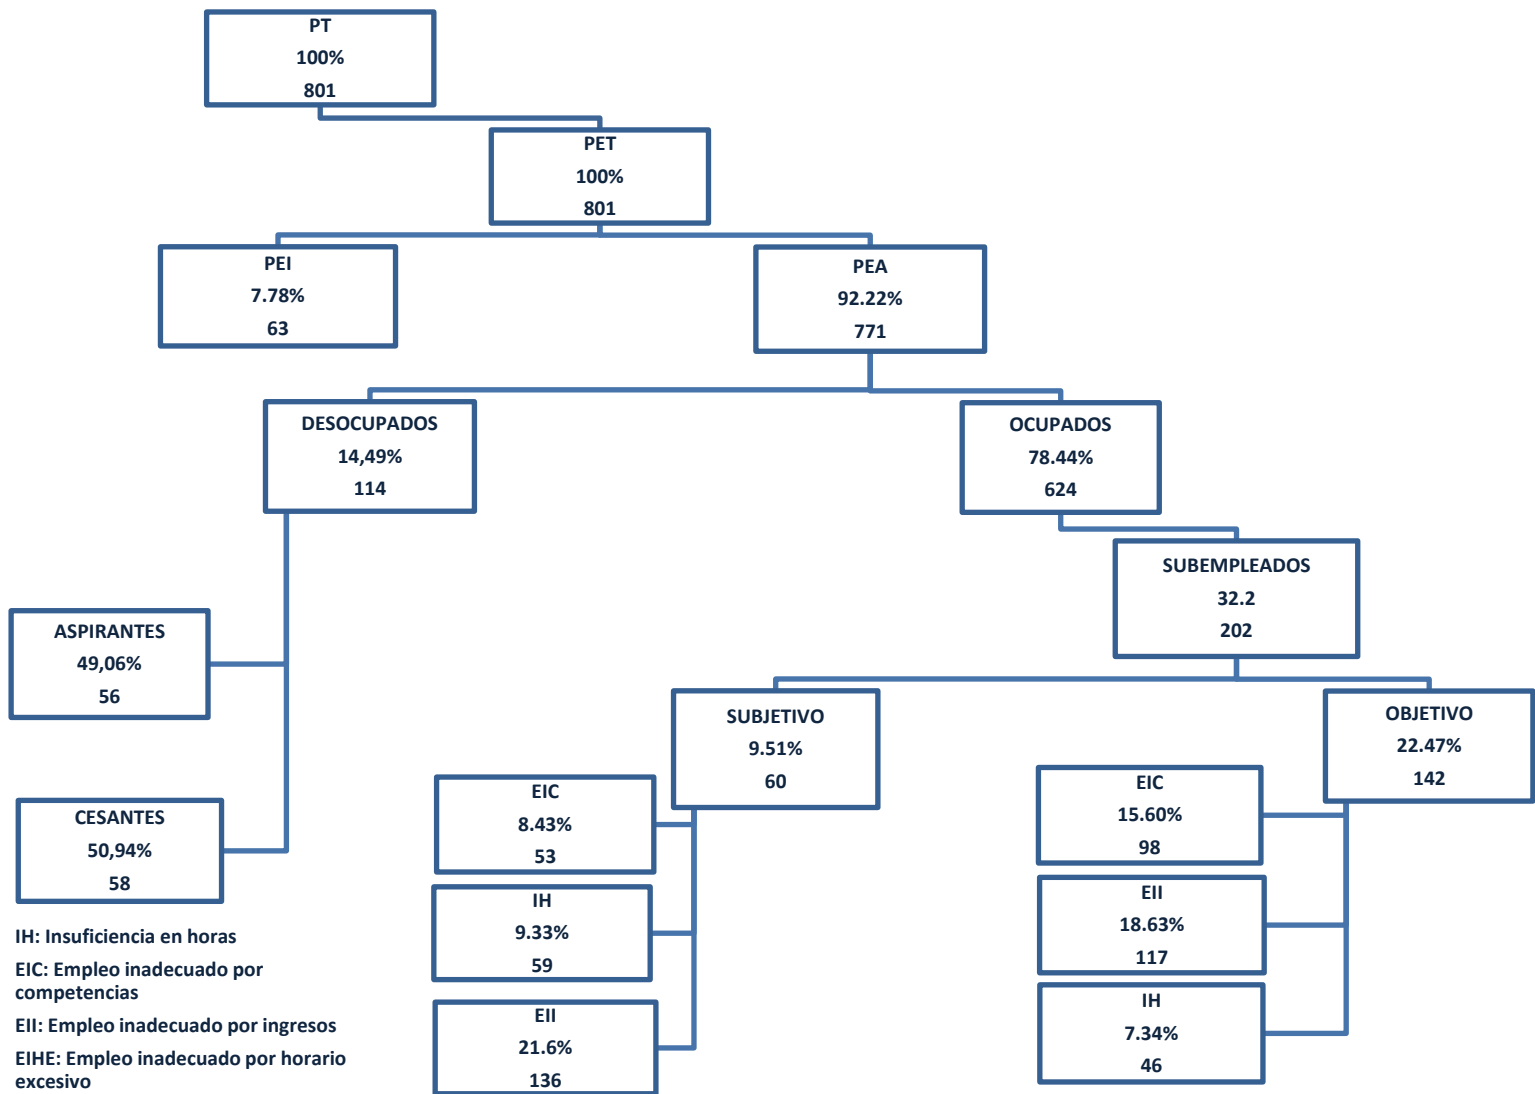 PT
100%
801
PET
100%
801
PEI
7.78%
63
PEA
92.22%
771
DESOCUPADOS
14,49%
114
OCUPADOS
78.44%
624
SUBEMPLEADOS
32.2
202
ASPIRANTES
49,06%
56
CESANTES
50,94%
58
SUBJETIVO
9.51%
60
OBJETIVO
22.47%
142
EIC
8.43%
53
IH
9.33%
59
EII
21.6%
136
EIC
15.60%
98
EII
18.63%
117
IH
7.34%
46
IH: Insuficiencia en horas
EIC: Empleo inadecuado por
competencias
EII: Empleo inadecuado por ingresos
EIHE: Empleo inadecuado por horario
excesivo